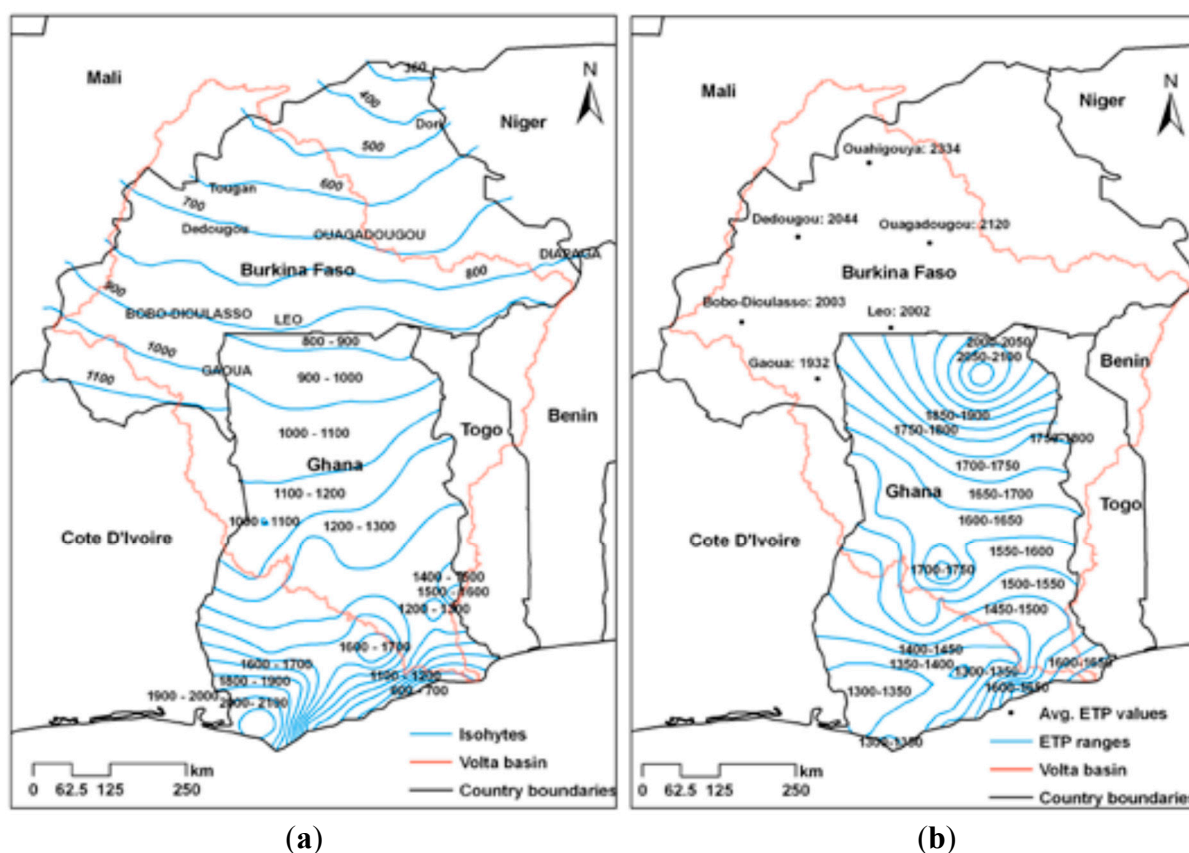 Mali
360
N
400
Dori
Niger
500
600
Tougan
700
Dedougou
OUAGADOUGOU
DIAPAGA
Burkina Faso
800
900
BOBO-DIOULASSO
LEO
800 - 900
1000
GAOUA
900 - 1000
1100
1000 - 1100
Togo
Benin
Ghana
1100 - 1200
1000 - 1100
1200 - 1300
Cote D'Ivoire
1400 - 1500
1500 - 1600
1200 - 1300
1600 - 1700
1600 - 1700
1100 - 1200
1800 - 1900
600 - 700
1900 - 2000
2000 - 2100
Isohytes
Volta basin
Country boundaries
km
0 62.5 125 250
(a)
Mali
N
Niger
Ouahigouya: 2334
Dedougou: 2044
Ouagadougou: 2120
Burkina Faso
Bobo-Dioulasso: 2003
Leo: 2002
2000-2050
2050-2100
Benin
Gaoua: 1932
1850-1900
1750-1800
1750-1800
1700-1750
Ghana
1650-1700
Togo
1600-1650
Cote D'Ivoire
1550-1600
1700-1750
1500-1550
1450-1500
1400-1450
1350-1400
1600-1650
1300-1350
1300-1350
1600-1650
1300-1350
Avg. ETP values
ETP ranges
Volta basin
Country boundaries
km
0 62.5 125 250
(b)